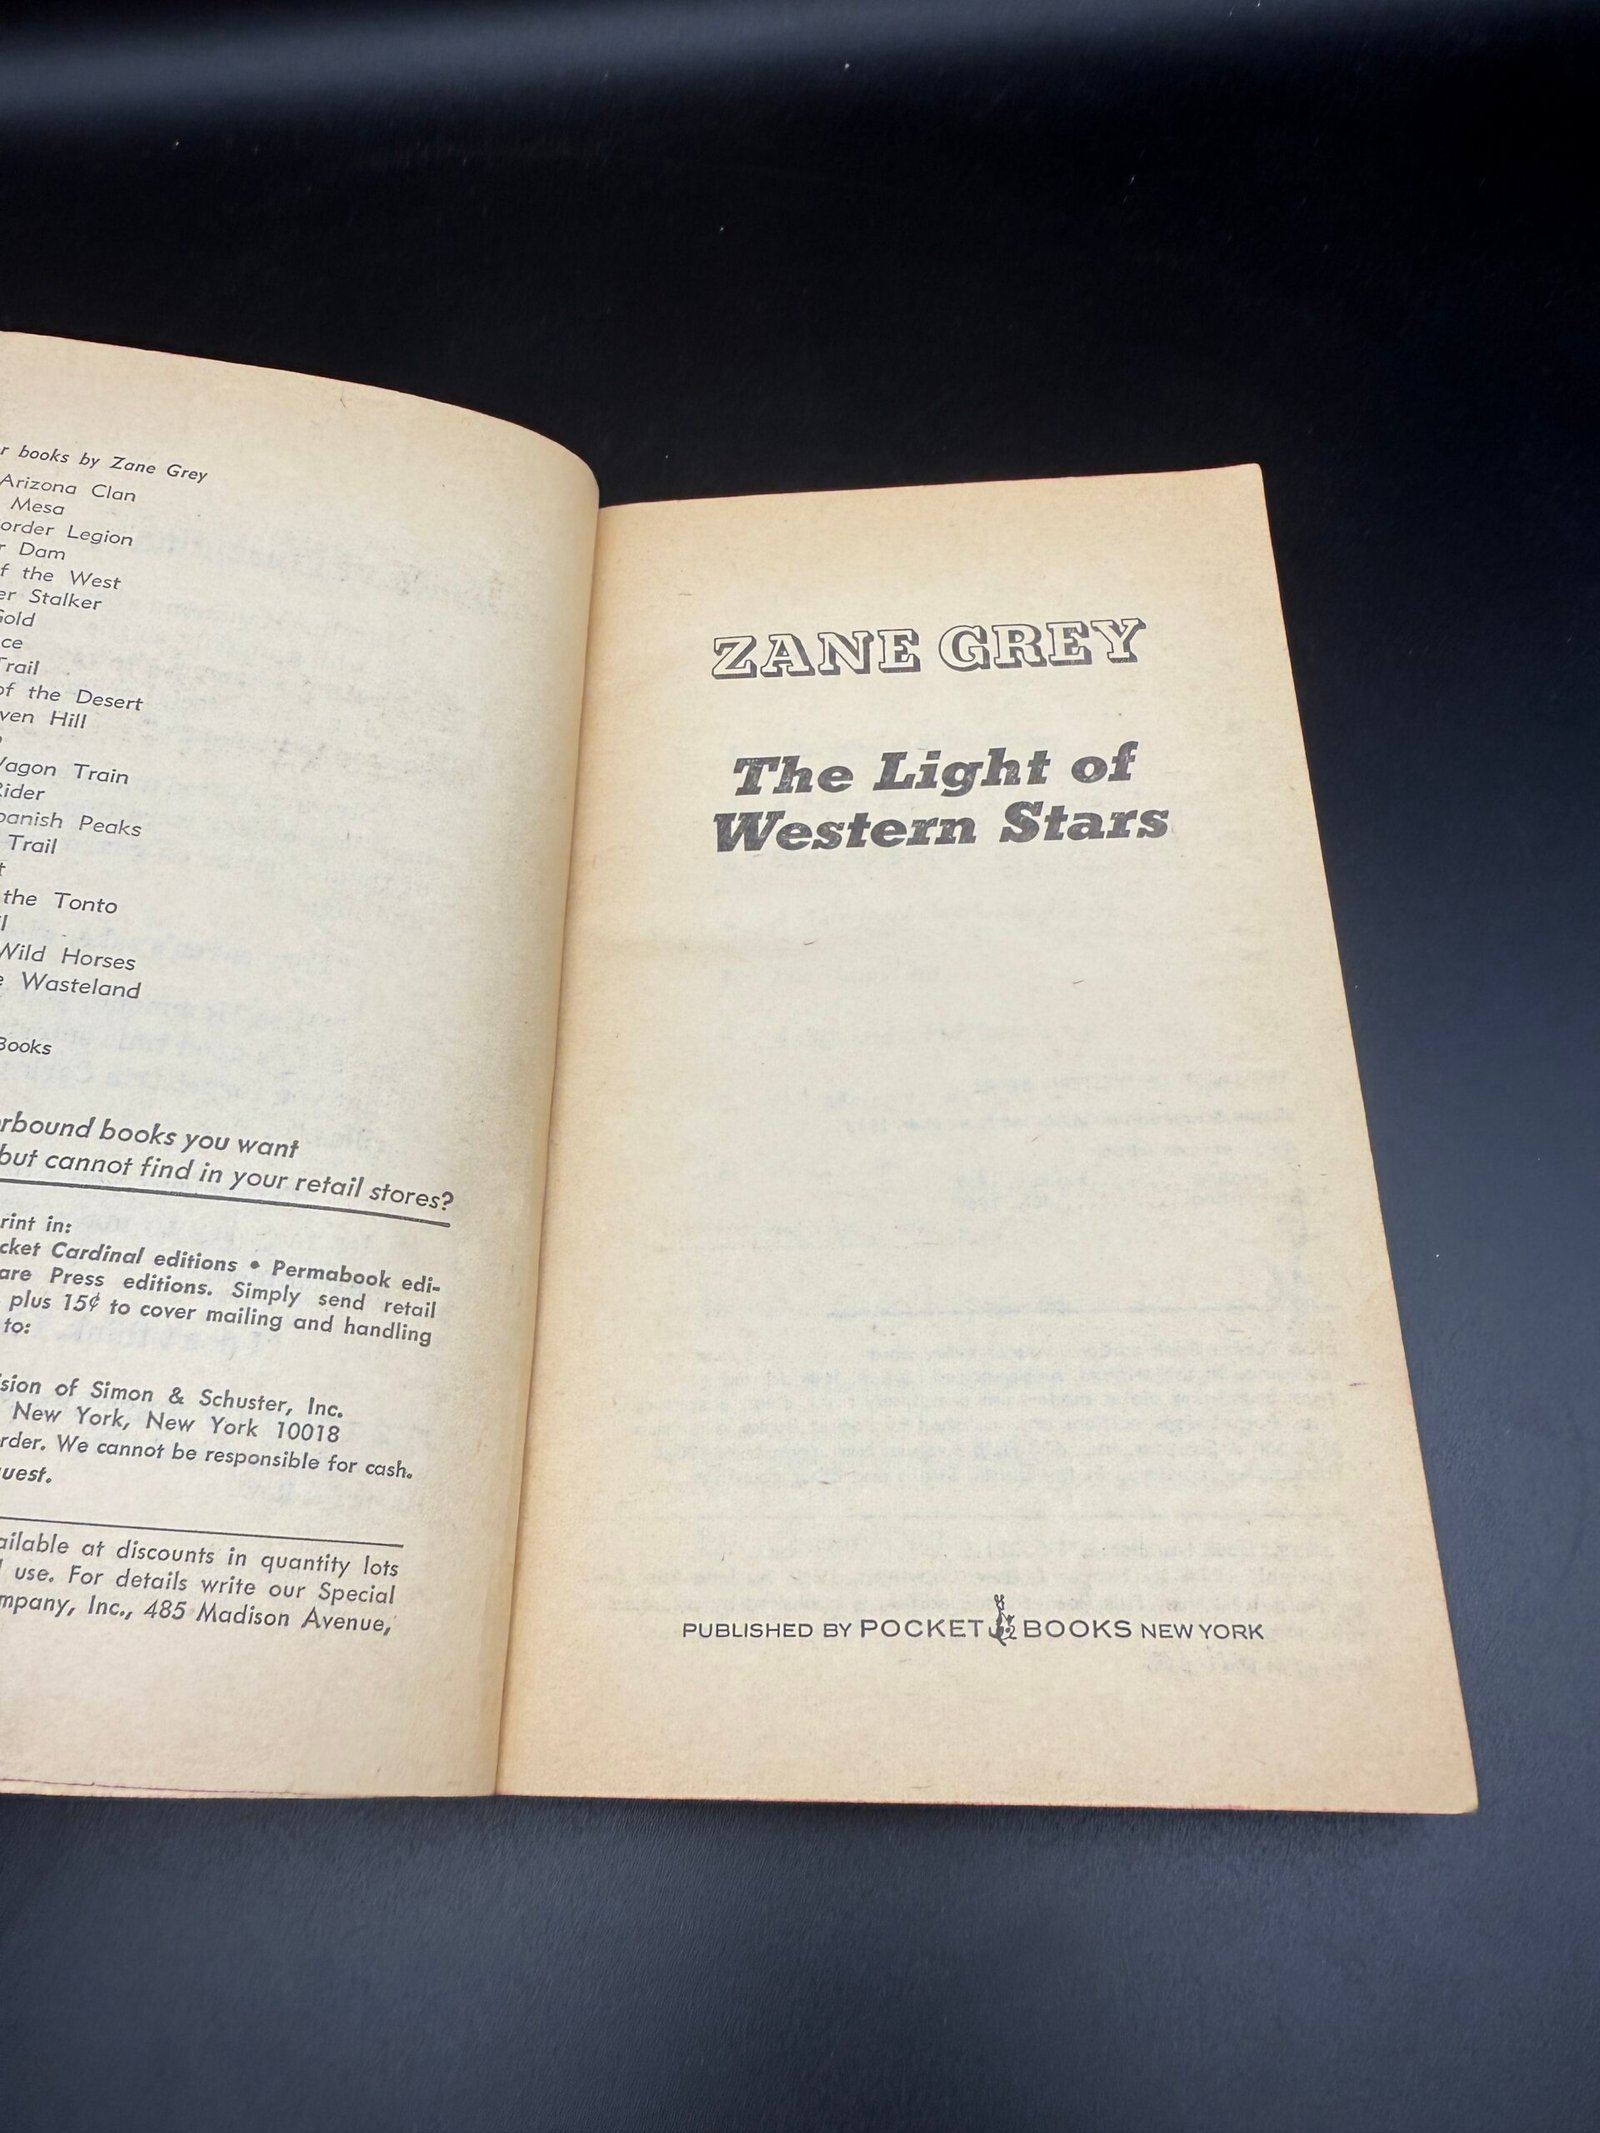 books by Zane Grey
Arizona Clan
Mesa
order Legion
Dam
f the West
er Stalker
Gold
ce
Trail
of the Desert
ven Hill
Wagon Train
Rider
panish Peaks
Trail
t
the Tonto
l
Wild Horses
e Wasteland
Books
rbound books you want
but cannot find in your retail stores?
rint in:
cket Cardinal editions • Permabook edi-
are Press editions. Simply send retail
plus 15¢ to cover mailing and handling
to:
sion of Simon & Schuster, Inc.
New York, New York 10018
rder. We cannot be responsible for cash.
uest.
ailable at discounts in quantity lots
use. For details write our Special
mpany, Inc., 485 Madison Avenue,
ZANE GREY
The Light of
Western Stars
PUBLISHED BY POCKET BOOKS NEW YORK